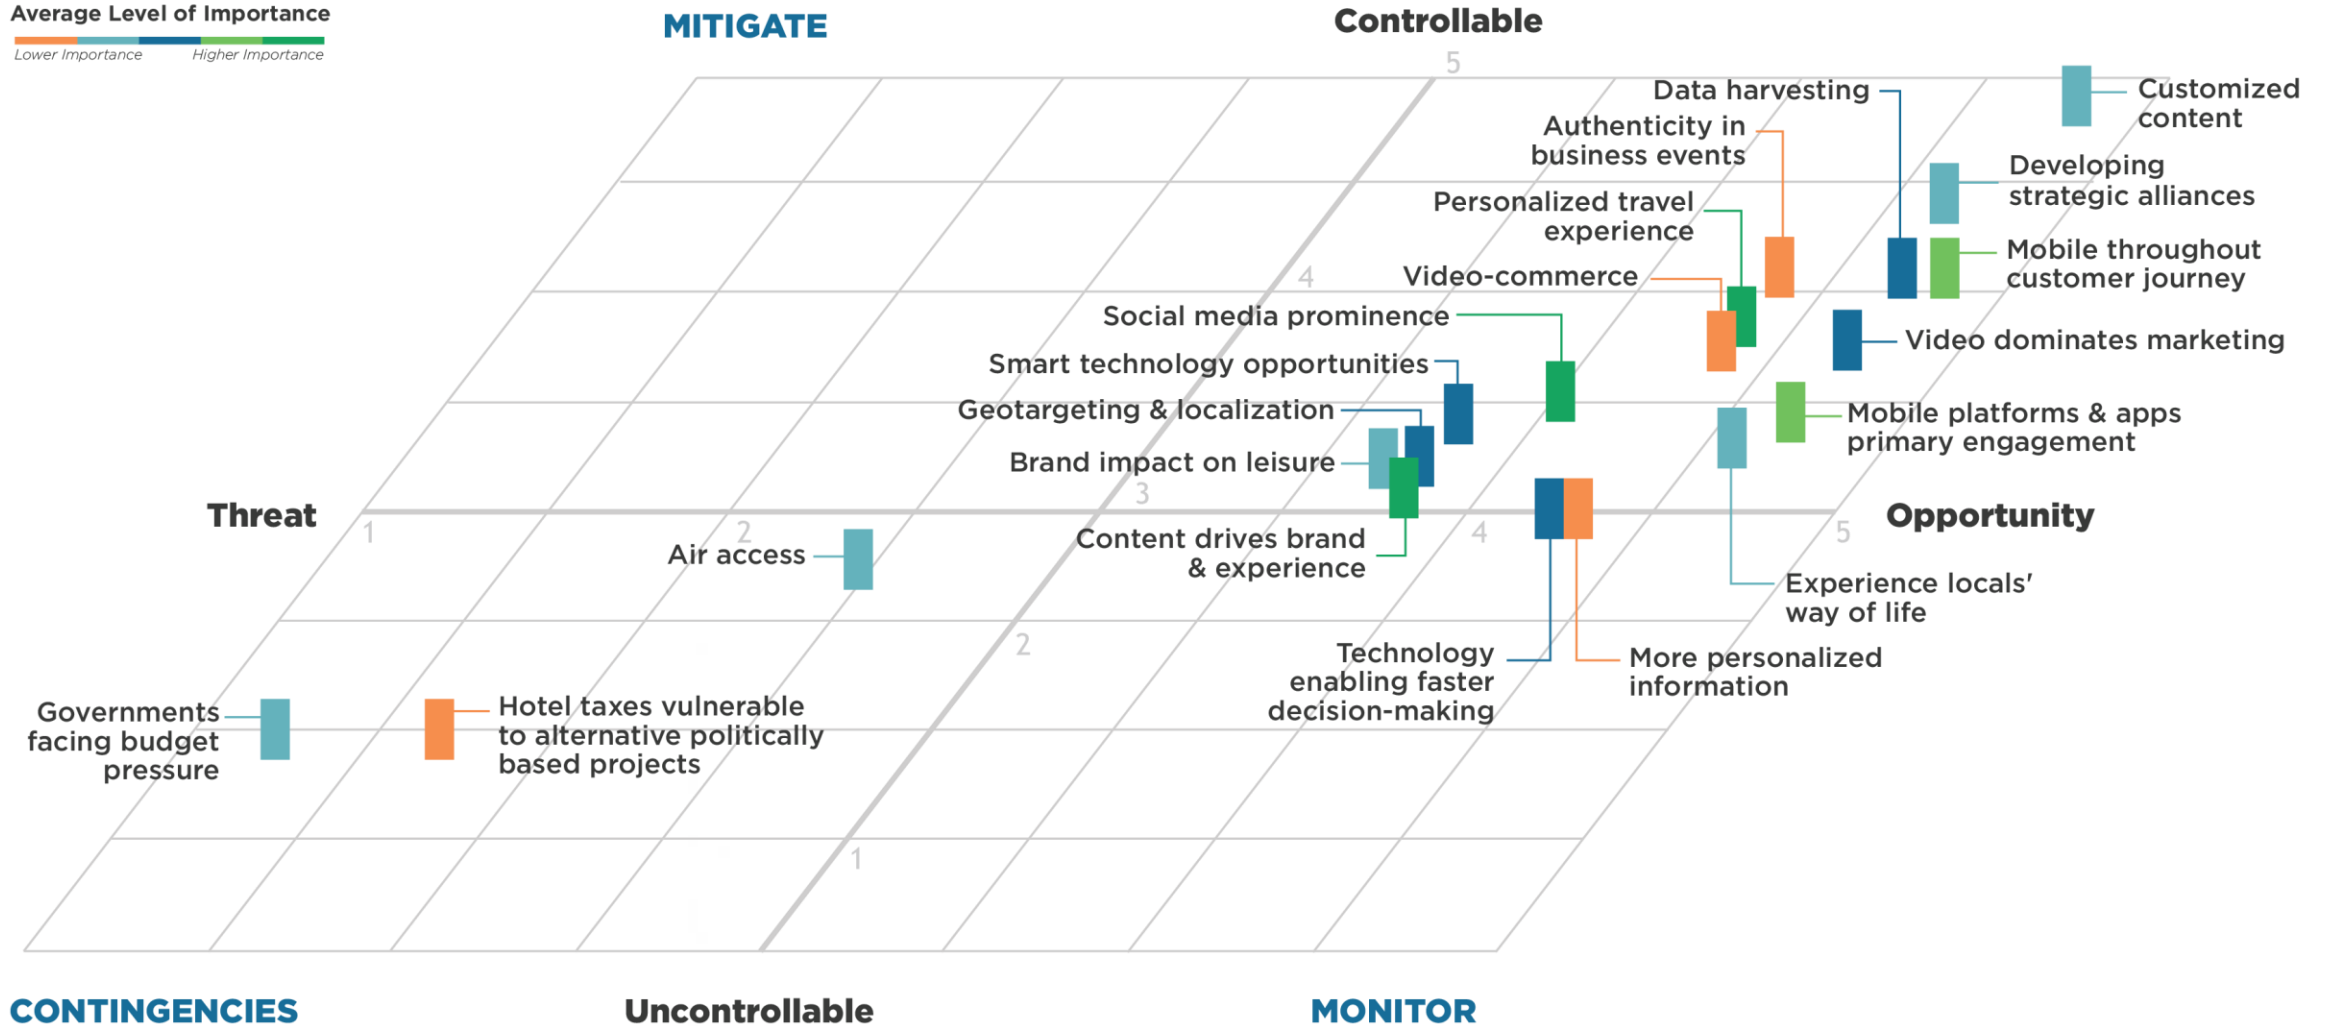 Average Level of Importance
Lower Importance Higher Importance
MITIGATE
Controllable
5
Data harvesting
Customized
content
Authenticity in
business events
Developing
strategic alliances
Personalized travel
experience
Mobile throughout
customer journey
4
Video-commerce
Social media prominence
Video dominates marketing
Smart technology opportunities
Geotargeting & localization
Mobile platforms & apps
primary engagement
Brand impact on leisure
3
Threat
Opportunity
1 2 4 5
Air access
Content drives brand
& experience
Experience locals'
way of life
2
Technology
enabling faster
decision-making
More personalized
information
Governments
facing budget
pressure
Hotel taxes vulnerable
to alternative politically
based projects
1
CONTINGENCIES
Uncontrollable
MONITOR